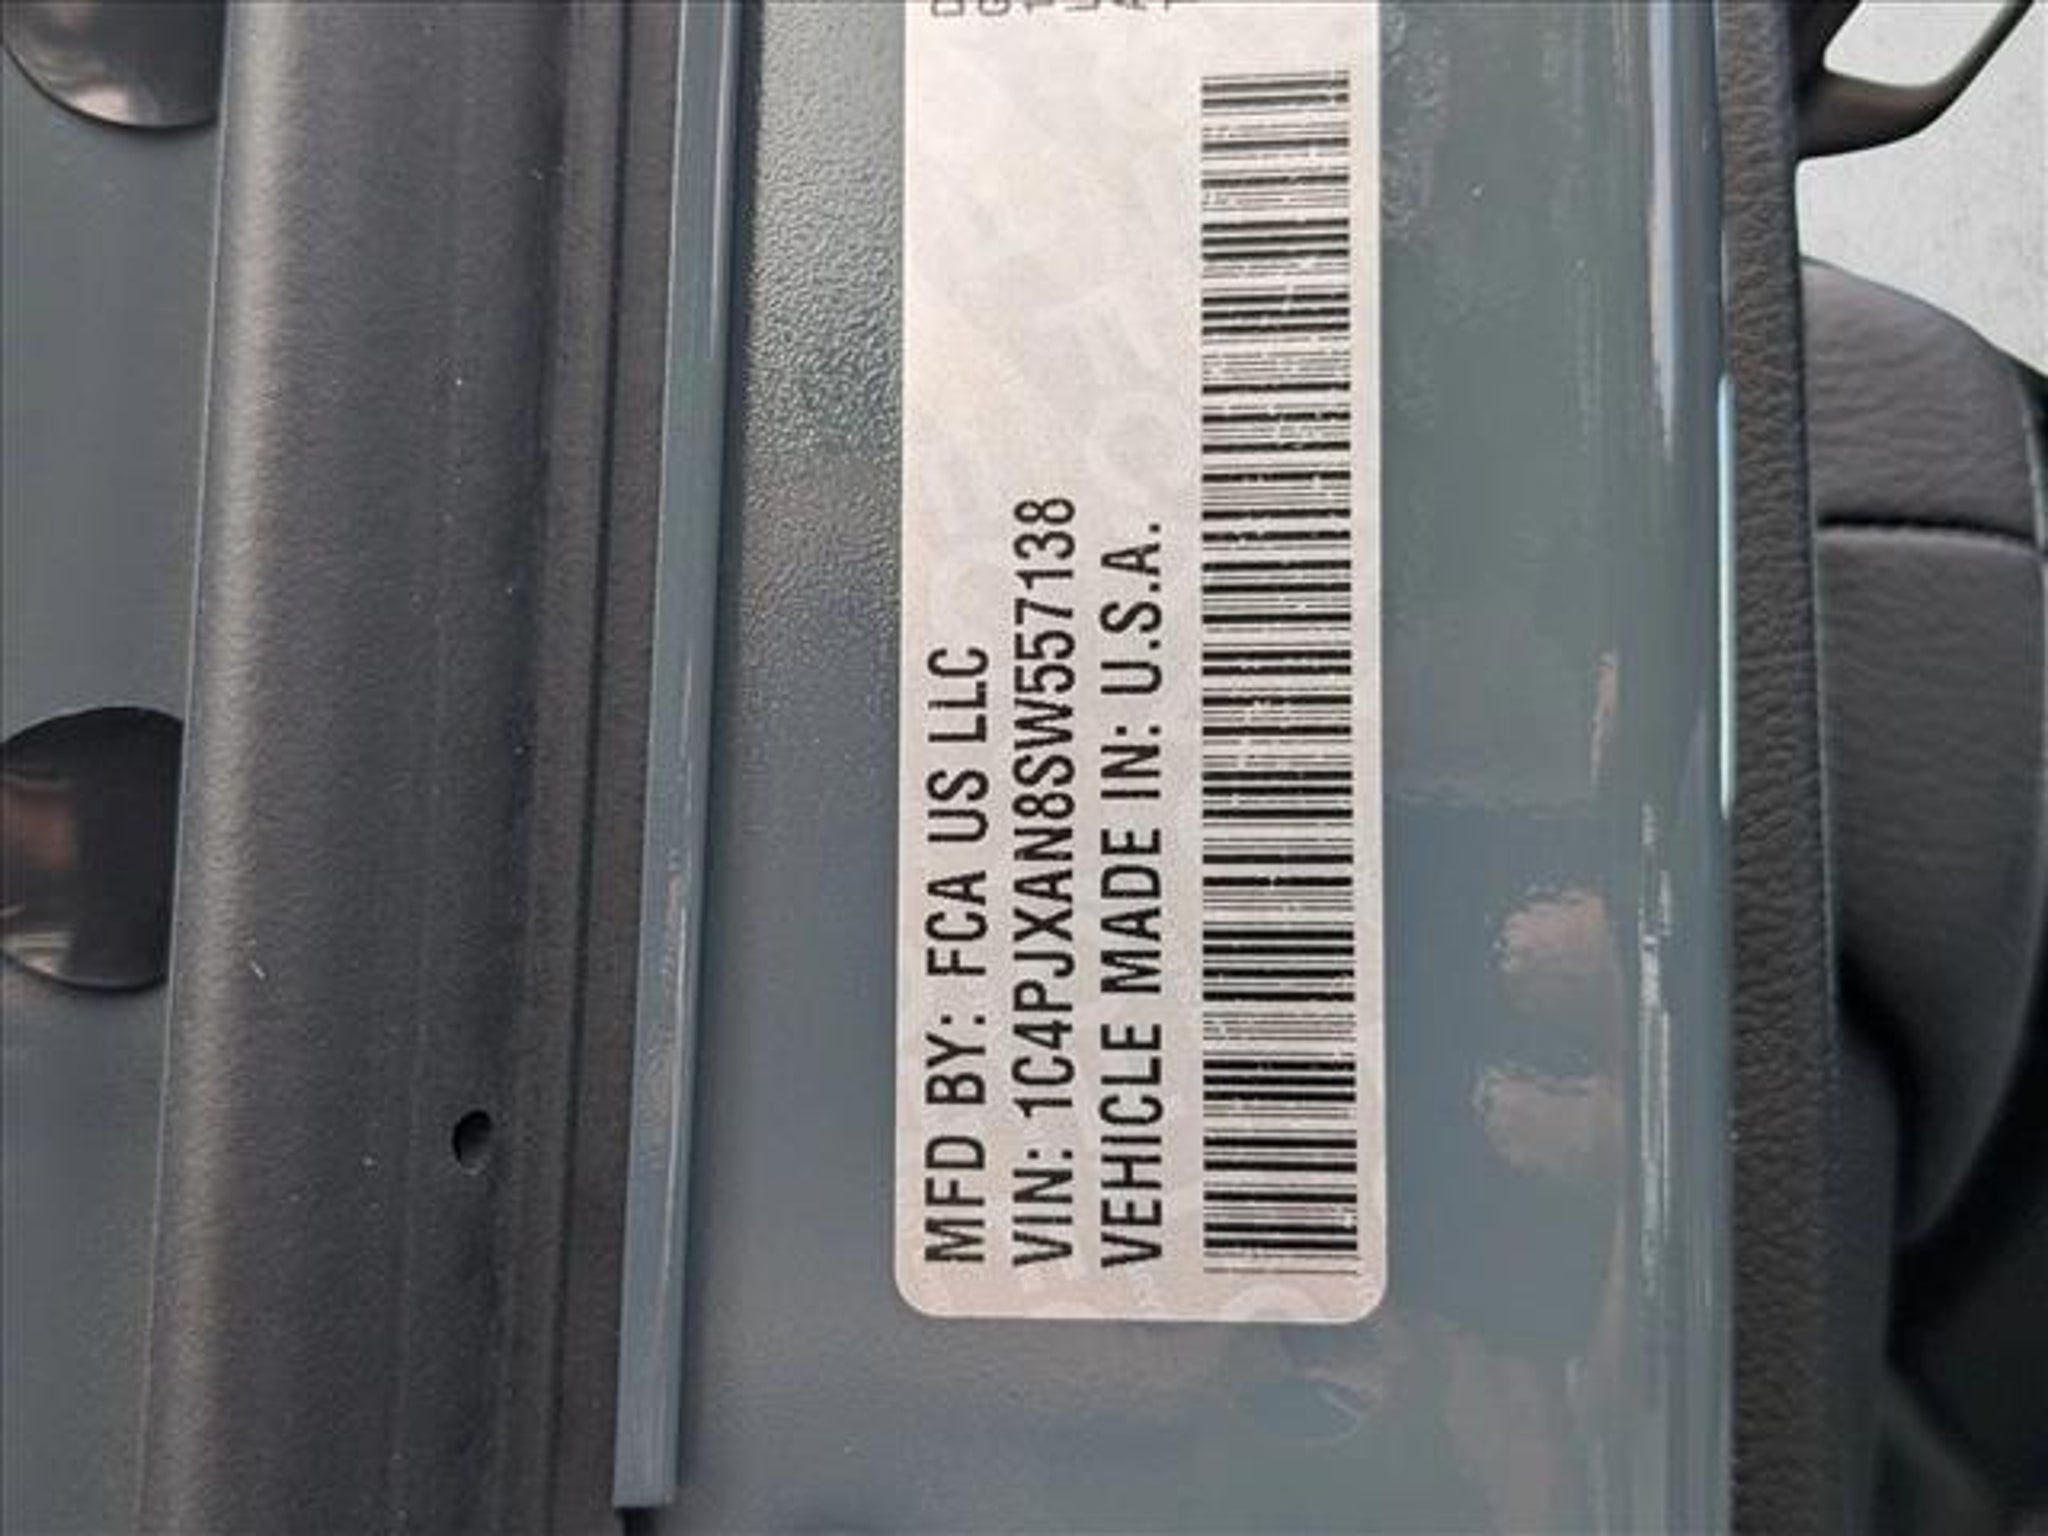 MFD BY: FCA US LLC
VIN: 1C4PJXAN8SW557138
VEHICLE MADE IN: U.S.A.